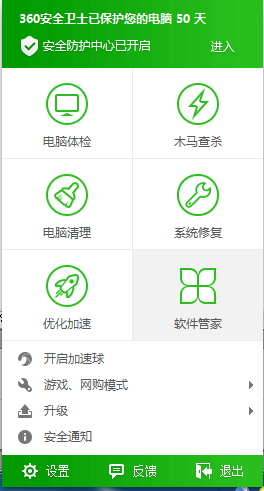 360安全卫士已保护您的电脑 50 天
安全防护中心已开启 进入
电脑体检 木马查杀
电脑清理 系统修复
优化加速 软件管家
开启加速球
游戏、网购模式
升级
安全通知
设置 反馈 退出